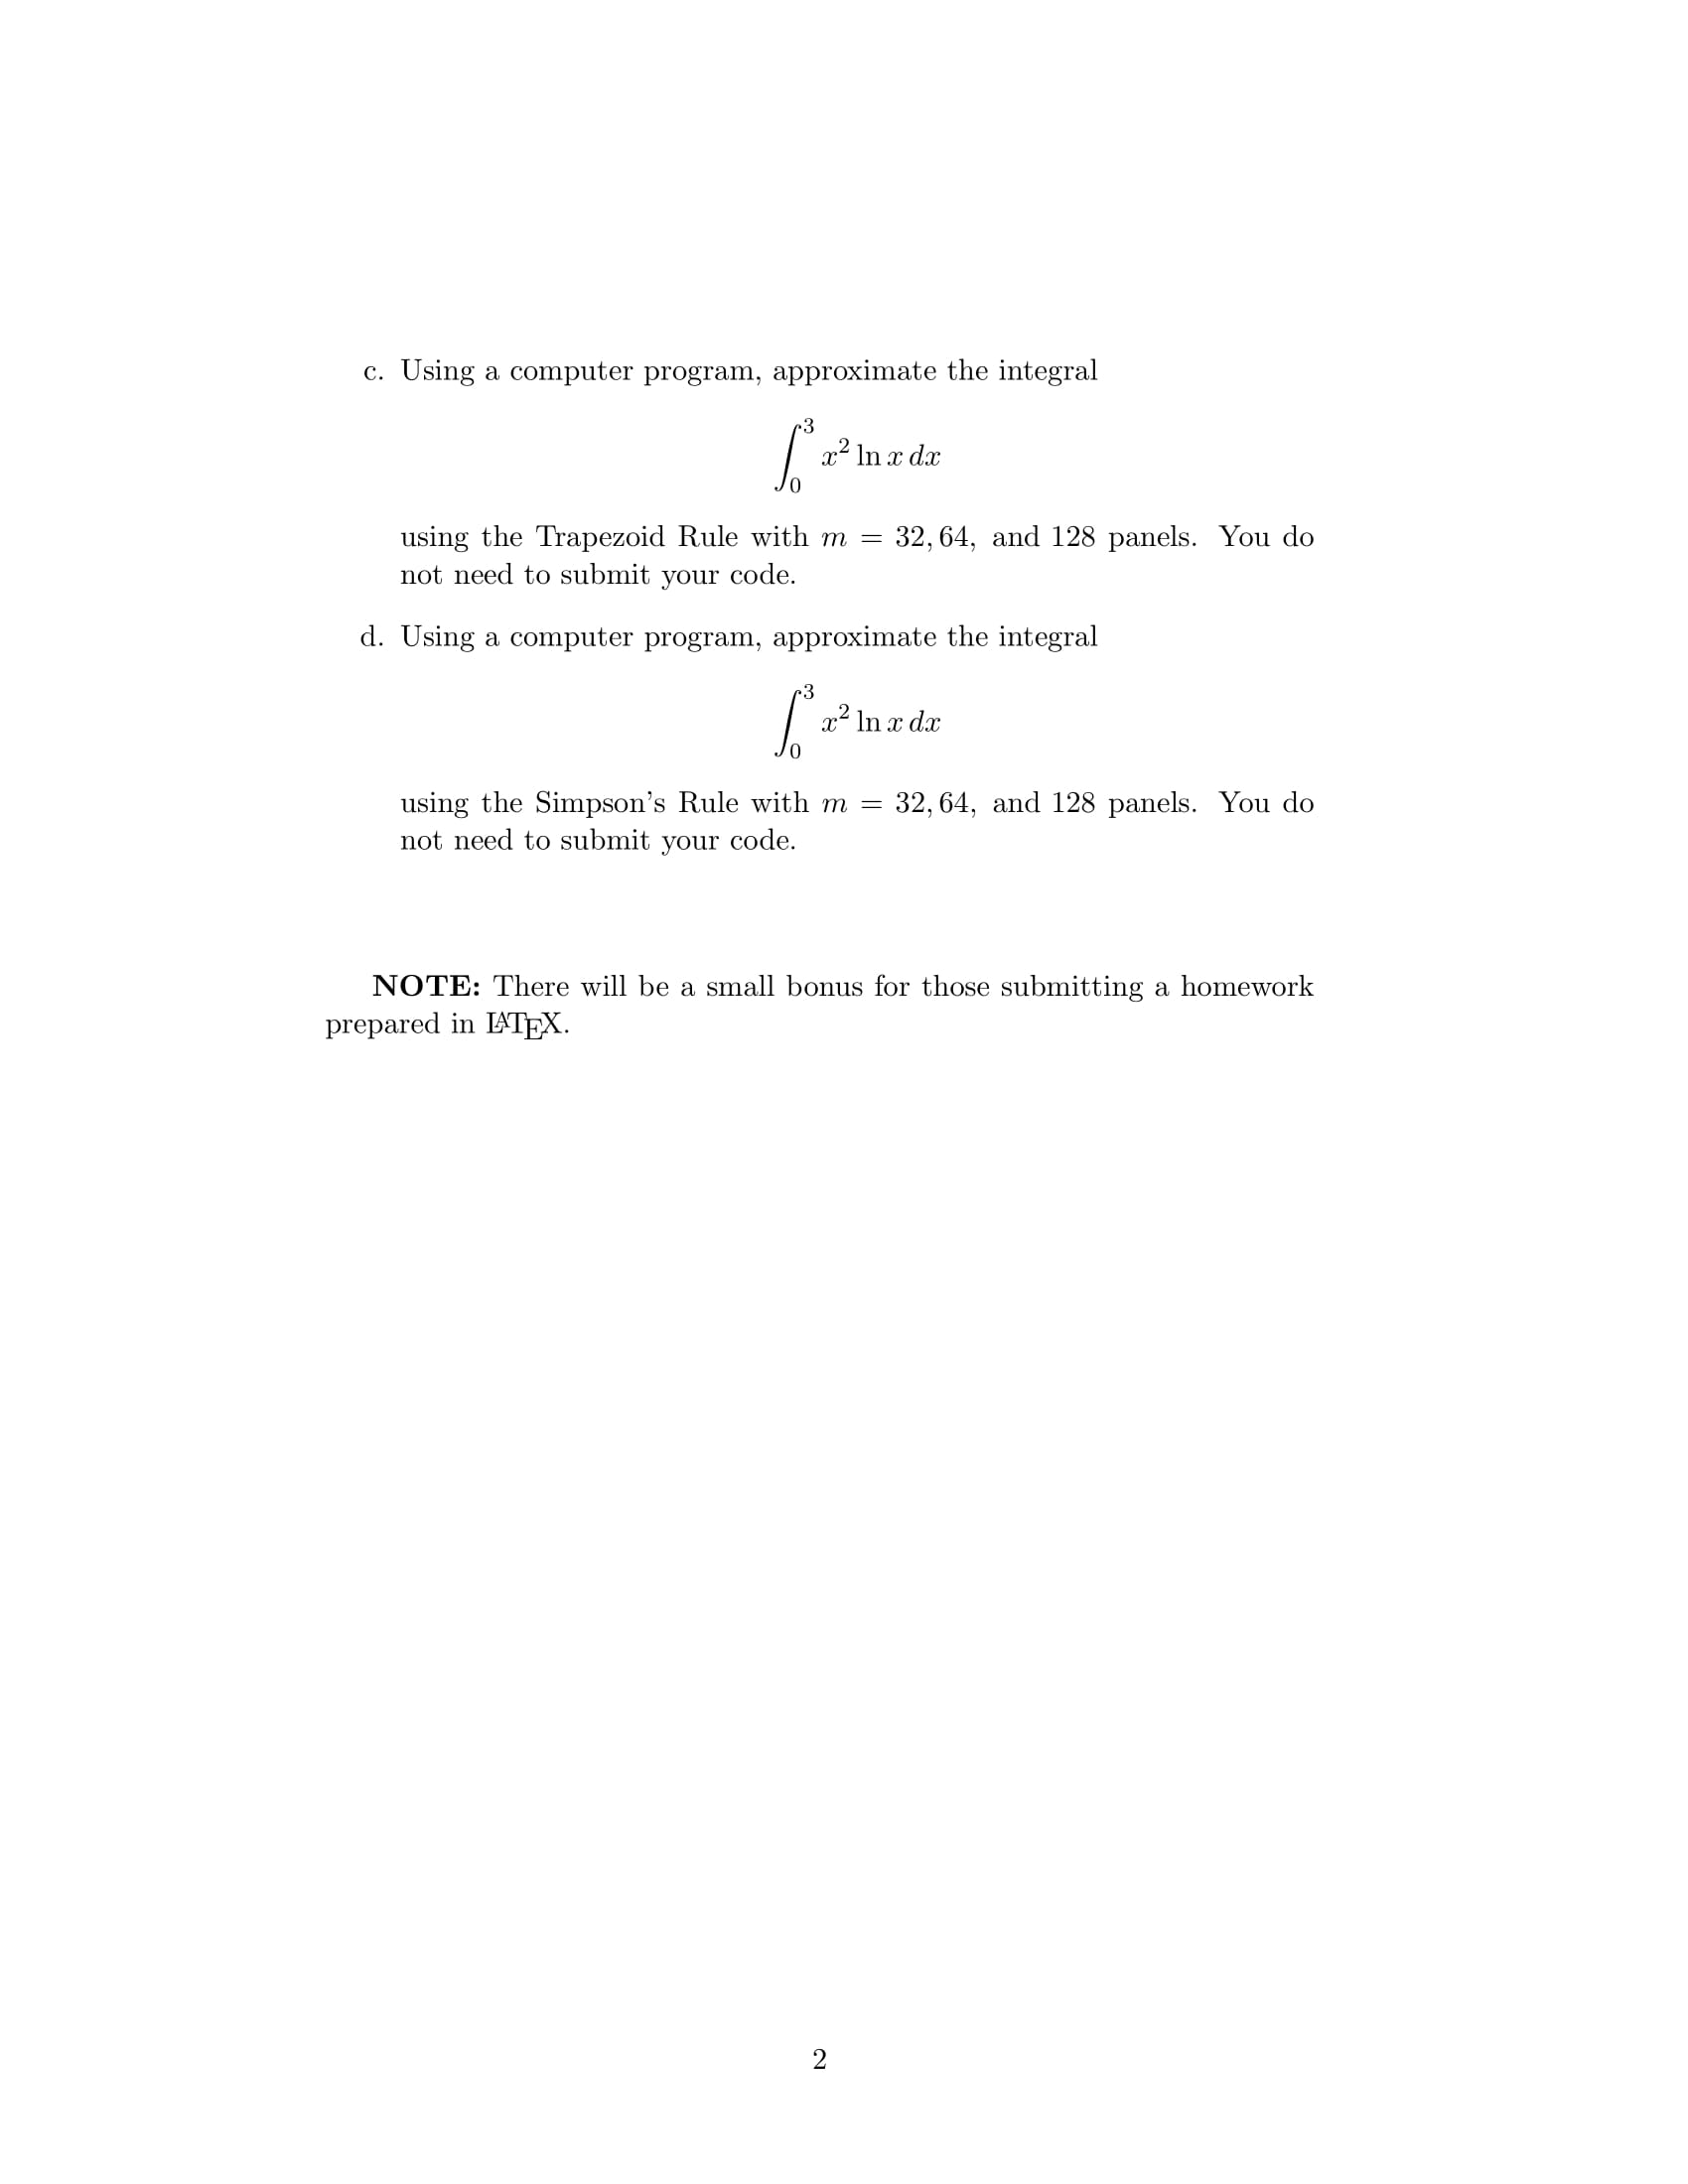 c. Using a computer program, approximate the integral
∫_0^3 x^2 ln x dx
using the Trapezoid Rule with m = 32, 64, and 128 panels. You do
not need to submit your code.
d. Using a computer program, approximate the integral
∫_0^3 x^2 ln x dx
using the Simpson's Rule with m = 32, 64, and 128 panels. You do
not need to submit your code.
NOTE: There will be a small bonus for those submitting a homework
prepared in LATEX.
2